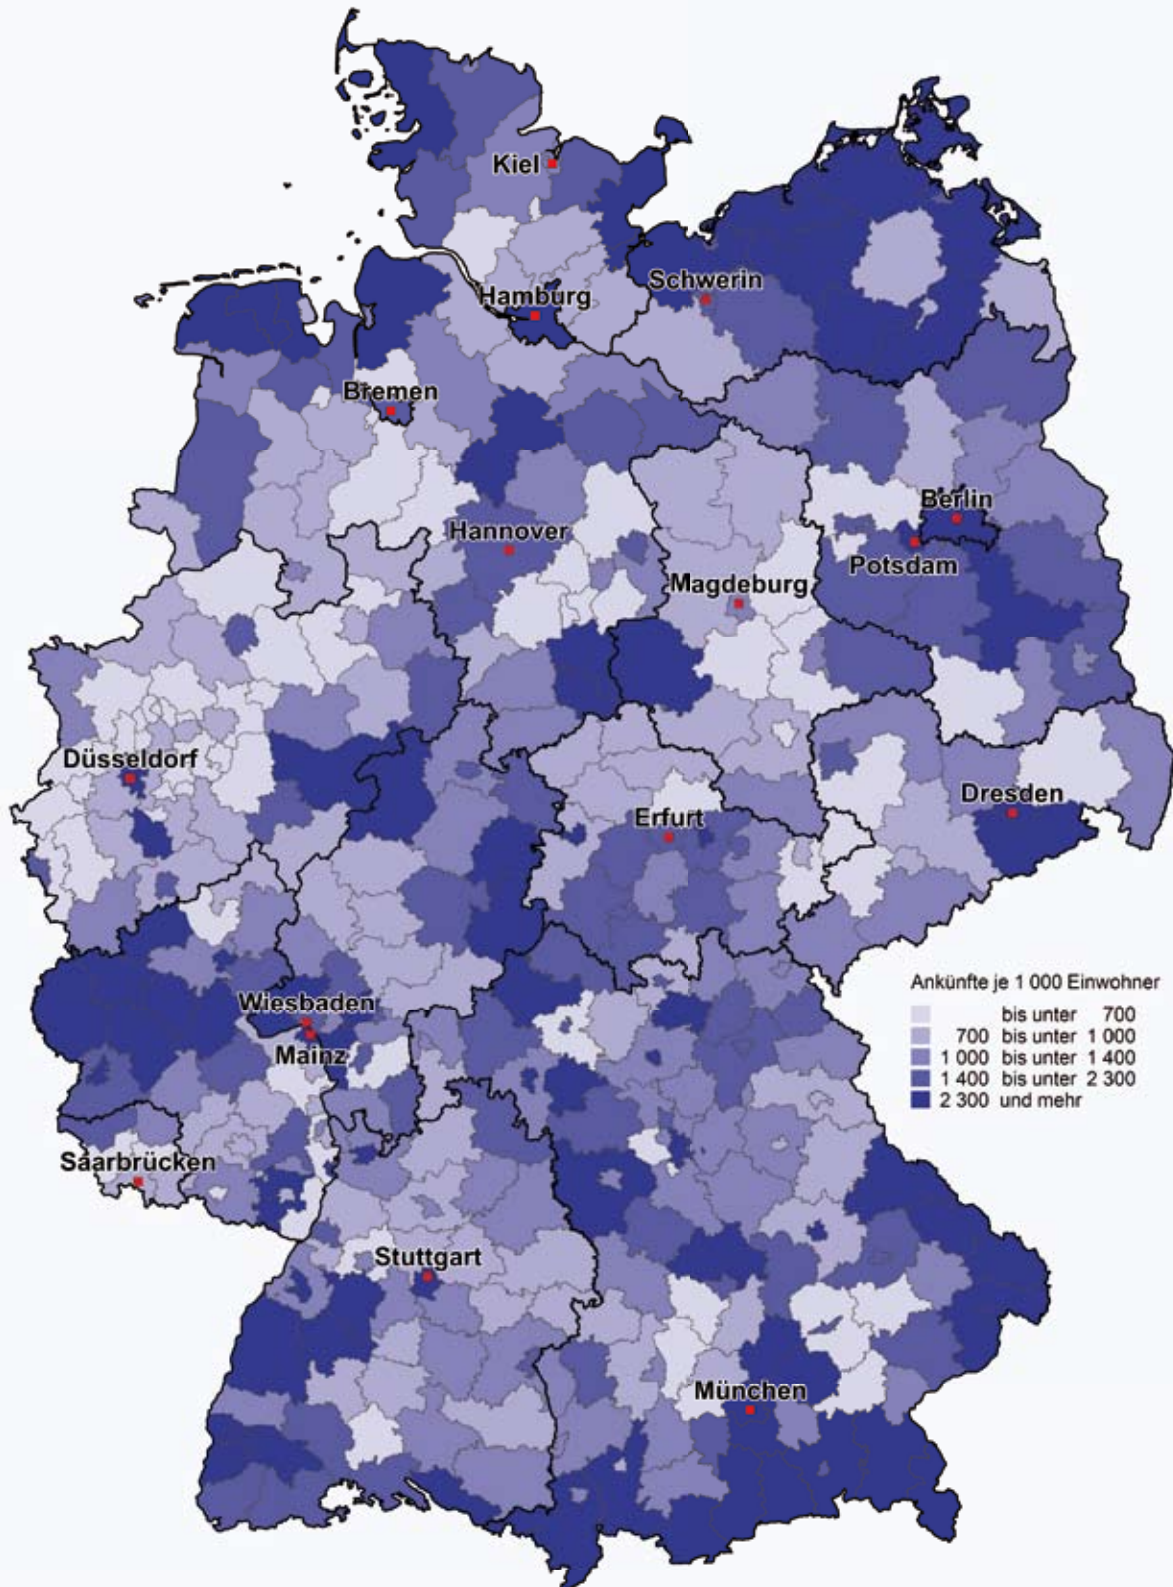 Kiel
Schwerin
Hamburg
Bremen
Berlin
Hannover
Potsdam
Magdeburg
Düsseldorf
Dresden
Erfurt
Ankünfte je 1 000 Einwohner
bis unter 700
700 bis unter 1 000
1 000 bis unter 1 400
1 400 bis unter 2 300
2 300 und mehr
Wiesbaden
Mainz
Saarbrücken
Stuttgart
München